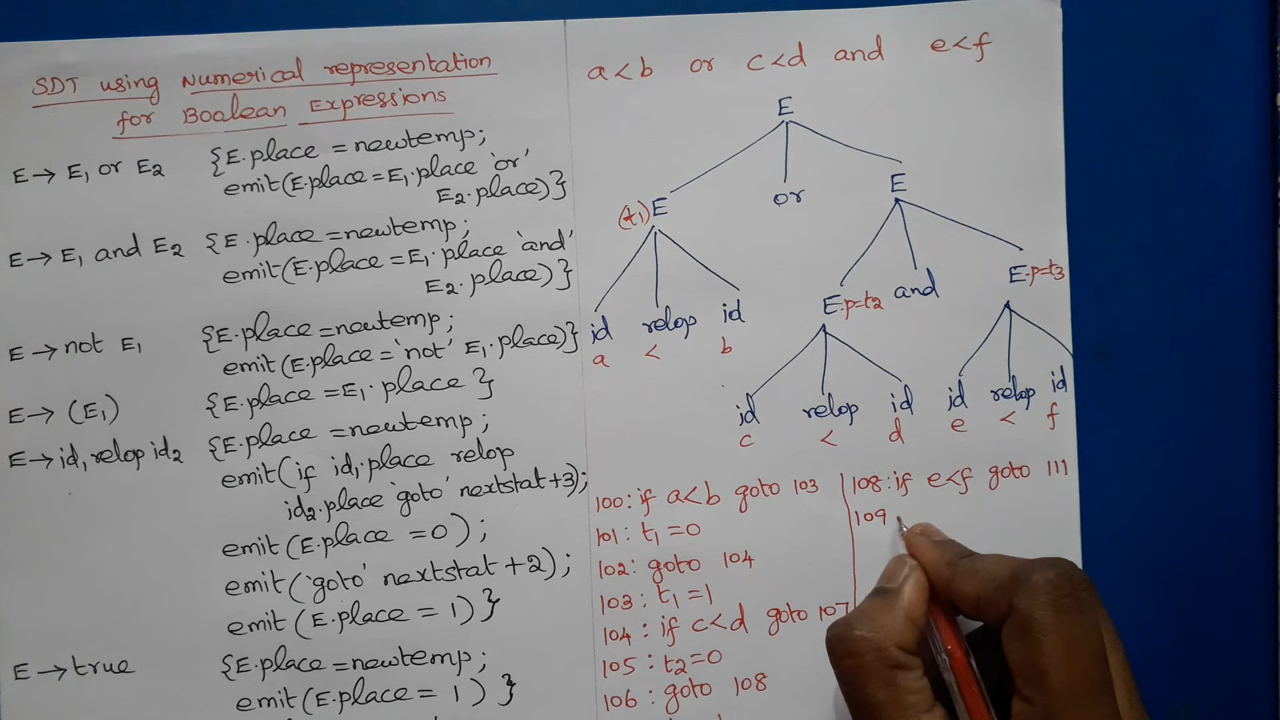 SDT using Numerical representation
for Boolean Expressions
E → E₁ or E₂ {E.place = newtemp;
emit(E.place = E₁.place 'or'
E₂.place)}
E → E₁ and E₂ {E.place = newtemp;
emit(E.place = E₁.place 'and'
E₂.place)}
E → not E₁ {E.place = newtemp;
emit(E.place = 'not' E₁.place)}
E → (E₁) {E.place = E₁.place }
E → id₁ relop id₂ {E.place = newtemp;
emit(if id₁.place relop
id₂.place 'goto' nextstat+3);
emit(E.place = 0);
emit('goto' nextstat + 2);
emit(E.place = 1)}
E → true {E.place = newtemp;
emit(E.place = 1) }
a<b or c<d and e<f
E
(t₁)E or E
E.p=t₂ and E.p=t₃
id relop id
a < b
id relop id id relop id
c < d e < f
100: if a<b goto 103
101: t₁=0
102: goto 104
103: t₁=1
104: if c<d goto 107
105: t₂=0
106: goto 108
108: if e<f goto 111
109